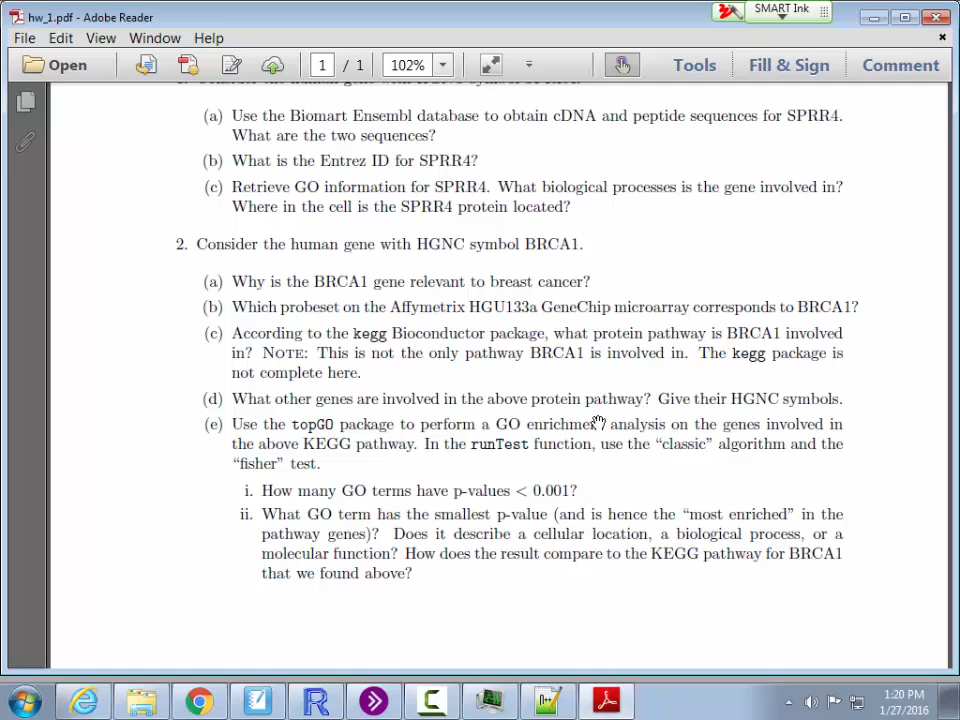 hw_1.pdf - Adobe Reader
SMART Ink
File Edit View Window Help
Open 1 / 1 102% Tools Fill & Sign Comment
(a) Use the Biomart Ensembl database to obtain cDNA and peptide sequences for SPRR4.
What are the two sequences?
(b) What is the Entrez ID for SPRR4?
(c) Retrieve GO information for SPRR4. What biological processes is the gene involved in?
Where in the cell is the SPRR4 protein located?
2. Consider the human gene with HGNC symbol BRCA1.
(a) Why is the BRCA1 gene relevant to breast cancer?
(b) Which probeset on the Affymetrix HGU133a GeneChip microarray corresponds to BRCA1?
(c) According to the kegg Bioconductor package, what protein pathway is BRCA1 involved
in? NOTE: This is not the only pathway BRCA1 is involved in. The kegg package is
not complete here.
(d) What other genes are involved in the above protein pathway? Give their HGNC symbols.
(e) Use the topGO package to perform a GO enrichment analysis on the genes involved in
the above KEGG pathway. In the runTest function, use the “classic” algorithm and the
“fisher” test.
i. How many GO terms have p-values < 0.001?
ii. What GO term has the smallest p-value (and is hence the “most enriched” in the
pathway genes)? Does it describe a cellular location, a biological process, or a
molecular function? How does the result compare to the KEGG pathway for BRCA1
that we found above?
1:20 PM
1/27/2016